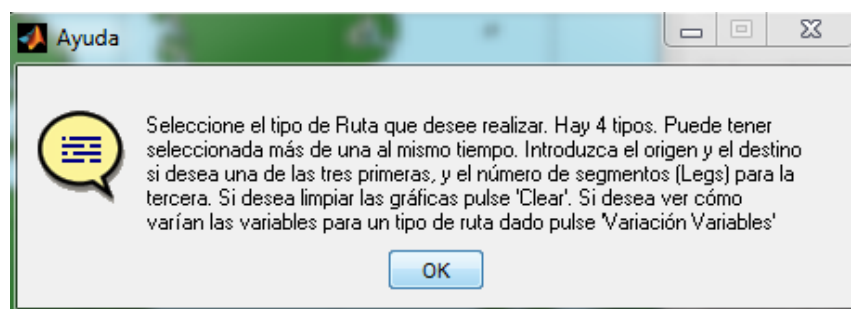 Ayuda
Seleccione el tipo de Ruta que desee realizar. Hay 4 tipos. Puede tener
seleccionada más de una al mismo tiempo. Introduzca el origen y el destino
si desea una de las tres primeras, y el número de segmentos (Legs) para la
tercera. Si desea limpiar las gráficas pulse 'Clear'. Si desea ver cómo
varían las variables para un tipo de ruta dado pulse 'Variación Variables'
OK